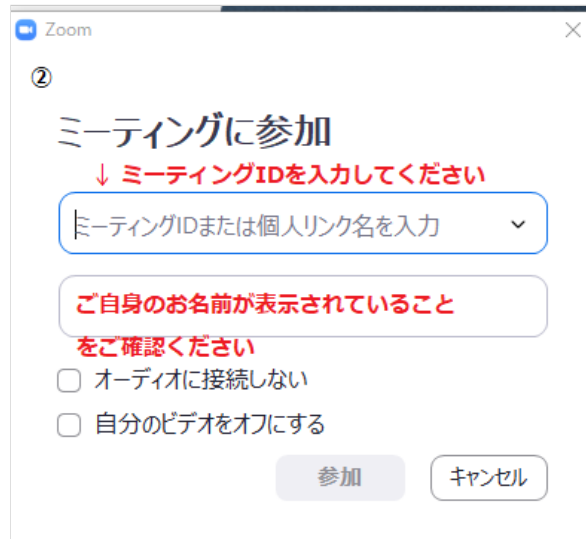 Zoom
②
ミーティングに参加
↓ ミーティングIDを入力してください
ミーティングIDまたは個人リンク名を入力
ご自身のお名前が表示されていること
をご確認ください
オーディオに接続しない
自分のビデオをオフにする
参加 キャンセル